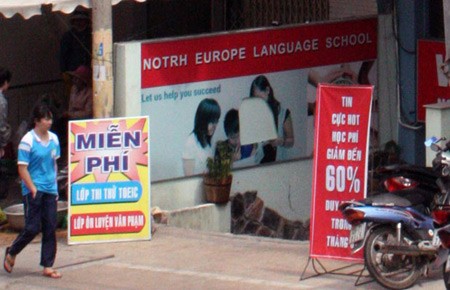 NOTRH EUROPE LANGUAGE SCHOOL
Let us help you succeed
MIỄN
PHÍ
LỚP THI THỬ TOEIC
LỚP ÔN LUYỆN VĂN PHẠM
TIN
CỰC HOT
HỌC PHÍ
GIẢM ĐẾN
60%
DUY
TRONG
THÁNG